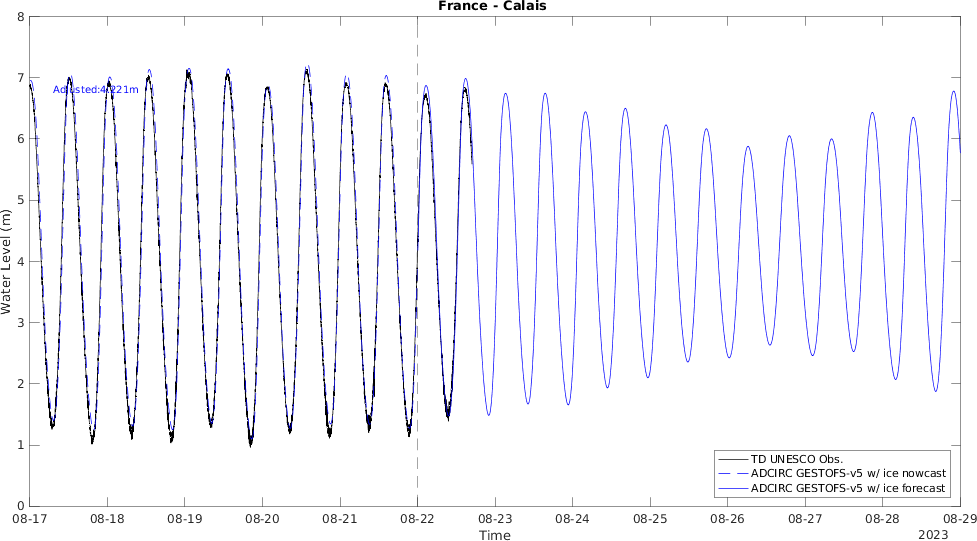 France - Calais
8
7
6
5
4
3
2
1
0
Water Level (m)
Adjusted:4.221m
TD UNESCO Obs.
ADCIRC GESTOFS-v5 w/ ice nowcast
ADCIRC GESTOFS-v5 w/ ice forecast
08-17 08-18 08-19 08-20 08-21 08-22 08-23 08-24 08-25 08-26 08-27 08-28 08-29
Time
2023